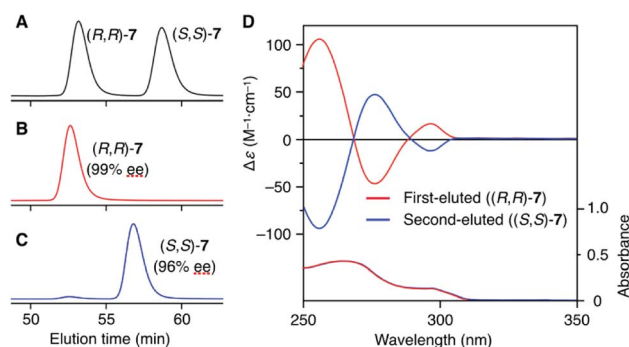 A
(R,R)-7
(S,S)-7
B
(R,R)-7
(99% ee)
C
(S,S)-7
(96% ee)
50
55
60
Elution time (min)
D
100
50
0
−50
−100
Δε (M⁻¹·cm⁻¹)
First-eluted ((R,R)-7)
Second-eluted ((S,S)-7)
1.0
0.5
0
Absorbance
250
300
350
Wavelength (nm)